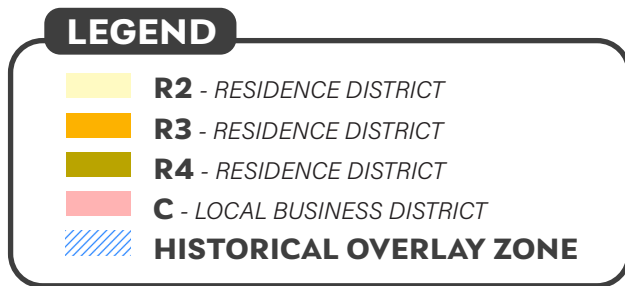 LEGEND
R2 - RESIDENCE DISTRICT
R3 - RESIDENCE DISTRICT
R4 - RESIDENCE DISTRICT
C - LOCAL BUSINESS DISTRICT
HISTORICAL OVERLAY ZONE